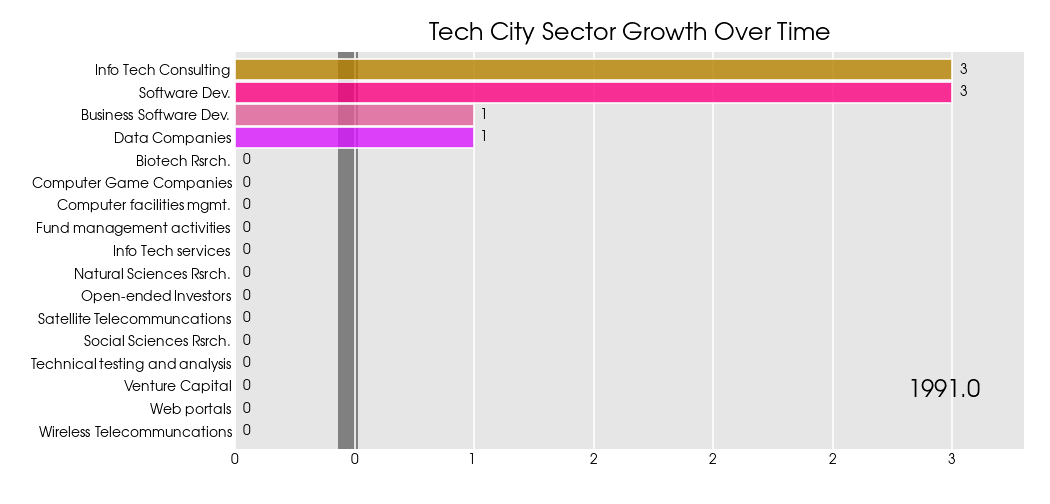 Tech City Sector Growth Over Time
Info Tech Consulting 3
Software Dev. 3
Business Software Dev. 1
Data Companies 1
Biotech Rsrch. 0
Computer Game Companies 0
Computer facilities mgmt. 0
Fund management activities 0
Info Tech services 0
Natural Sciences Rsrch. 0
Open-ended Investors 0
Satellite Telecommuncations 0
Social Sciences Rsrch. 0
Technical testing and analysis 0
Venture Capital 0
1991.0
Web portals 0
Wireless Telecommuncations 0
0 0 1 2 2 2 3